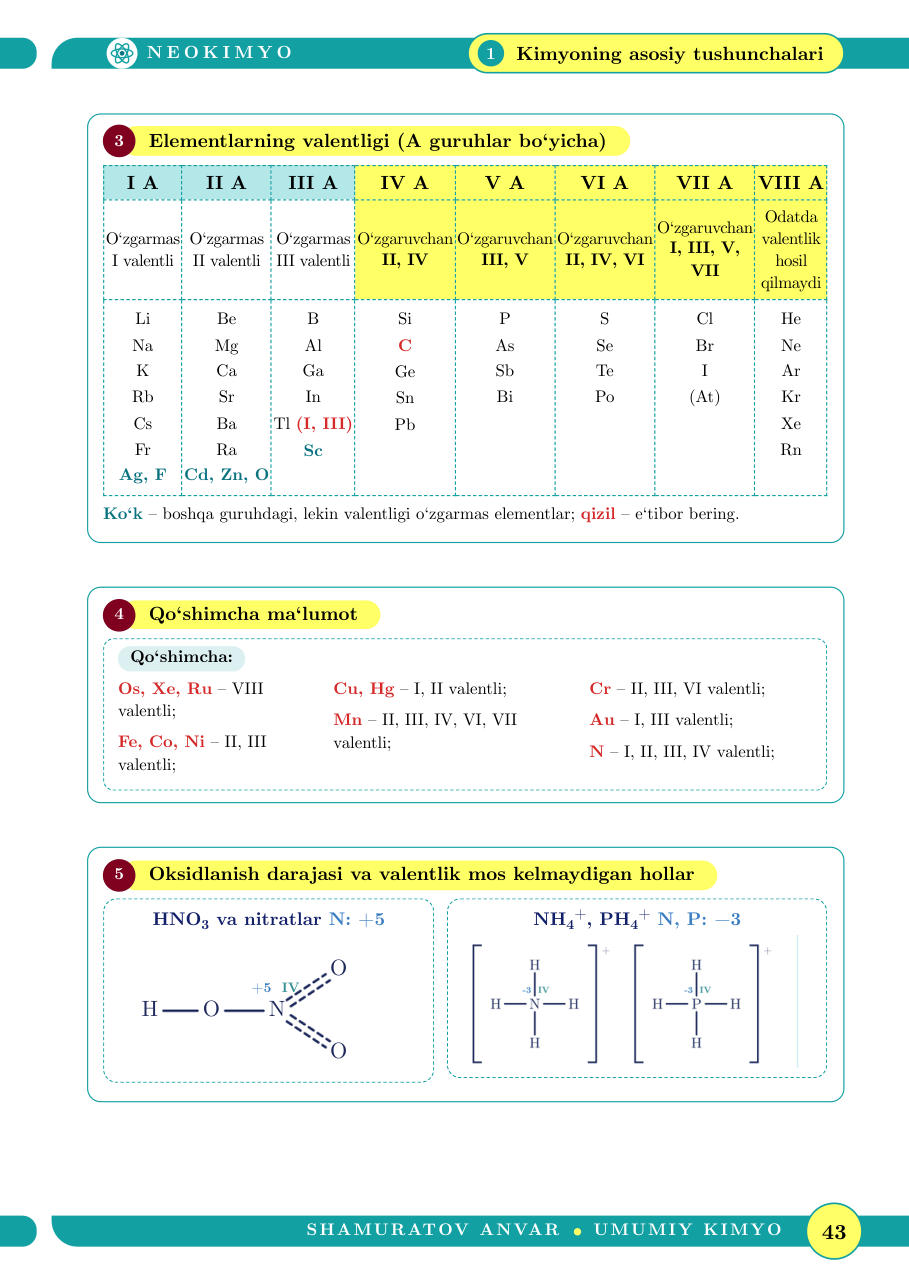 NEOKIMYO
1 Kimyoning asosiy tushunchalari
3 Elementlarning valentligi (A guruhlar bo‘yicha)
I A II A III A IV A V A VI A VII A VIII A
O‘zgarmas I valentli
O‘zgarmas II valentli
O‘zgarmas III valentli
O‘zgaruvchan II, IV
O‘zgaruvchan III, V
O‘zgaruvchan II, IV, VI
O‘zgaruvchan I, III, V, VII
Odatda valentlik hosil qilmaydi
Li Be B Si P S Cl He
Na Mg Al C As Se Br Ne
K Ca Ga Ge Sb Te I Ar
Rb Sr In Sn Bi Po (At) Kr
Cs Ba Tl (I, III) Pb Xe
Fr Ra Sc Rn
Ag, F Cd, Zn, O
Ko‘k – boshqa guruhdagi, lekin valentligi o‘zgarmas elementlar; qizil – e‘tibor bering.
4 Qo‘shimcha ma‘lumot
Qo‘shimcha:
Os, Xe, Ru – VIII
valentli;
Fe, Co, Ni – II, III
valentli;
Cu, Hg – I, II valentli;
Mn – II, III, IV, VI, VII
valentli;
Cr – II, III, VI valentli;
Au – I, III valentli;
N – I, II, III, IV valentli;
5 Oksidlanish darajasi va valentlik mos kelmaydigan hollar
HNO₃ va nitratlar N: +5
O
+5 IV
H O N
O
NH₄⁺, PH₄⁺ N, P: −3
+
H
-3 IV
H N H
H
+
H
-3 IV
H P H
H
SHAMURATOV ANVAR • UMUMIY KIMYO
43